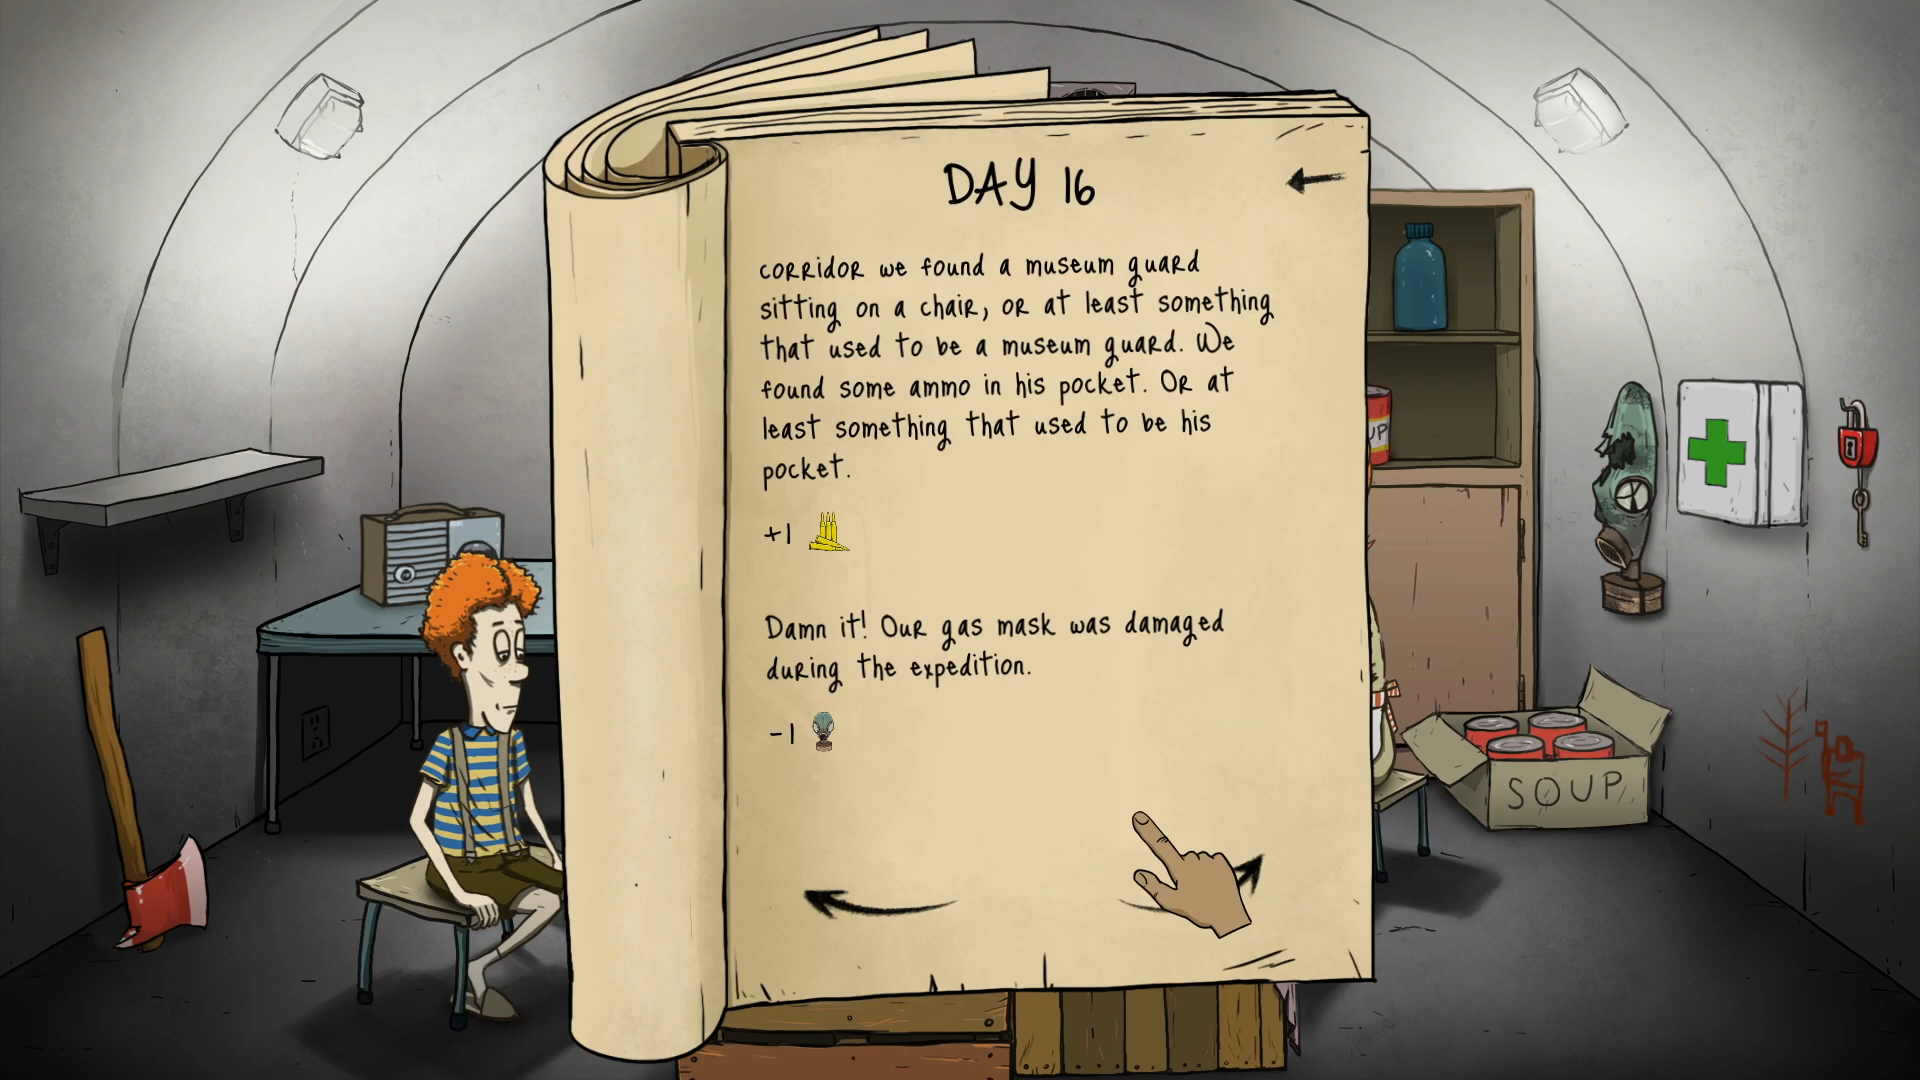 DAY 16
corridor we found a museum guard
sitting on a chair, or at least something
that used to be a museum guard. We
found some ammo in his pocket. Or at
least something that used to be his
pocket.
+1
Damn it! Our gas mask was damaged
during the expedition.
-1
UP
SOUP